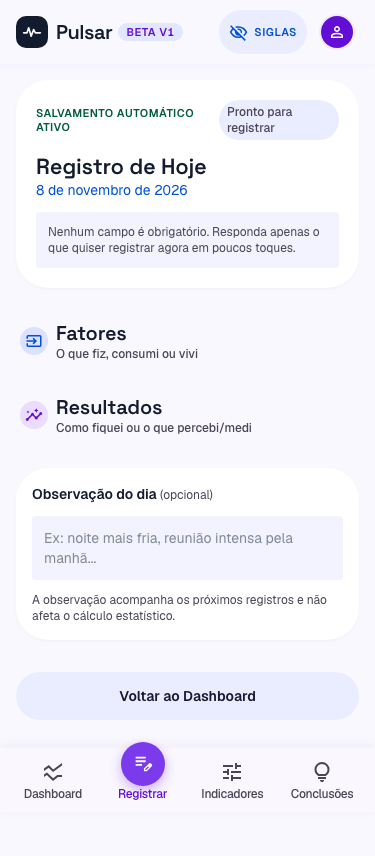 Pulsar
BETA V1
SIGLAS
SALVAMENTO AUTOMÁTICO
ATIVO
Pronto para
registrar
Registro de Hoje
8 de novembro de 2026
Nenhum campo é obrigatório. Responda apenas o
que quiser registrar agora em poucos toques.
Fatores
O que fiz, consumi ou vivi
Resultados
Como fiquei ou o que percebi/medi
Observação do dia (opcional)
Ex: noite mais fria, reunião intensa pela
manhã...
A observação acompanha os próximos registros e não
afeta o cálculo estatístico.
Voltar ao Dashboard
Dashboard
Registrar
Indicadores
Conclusões